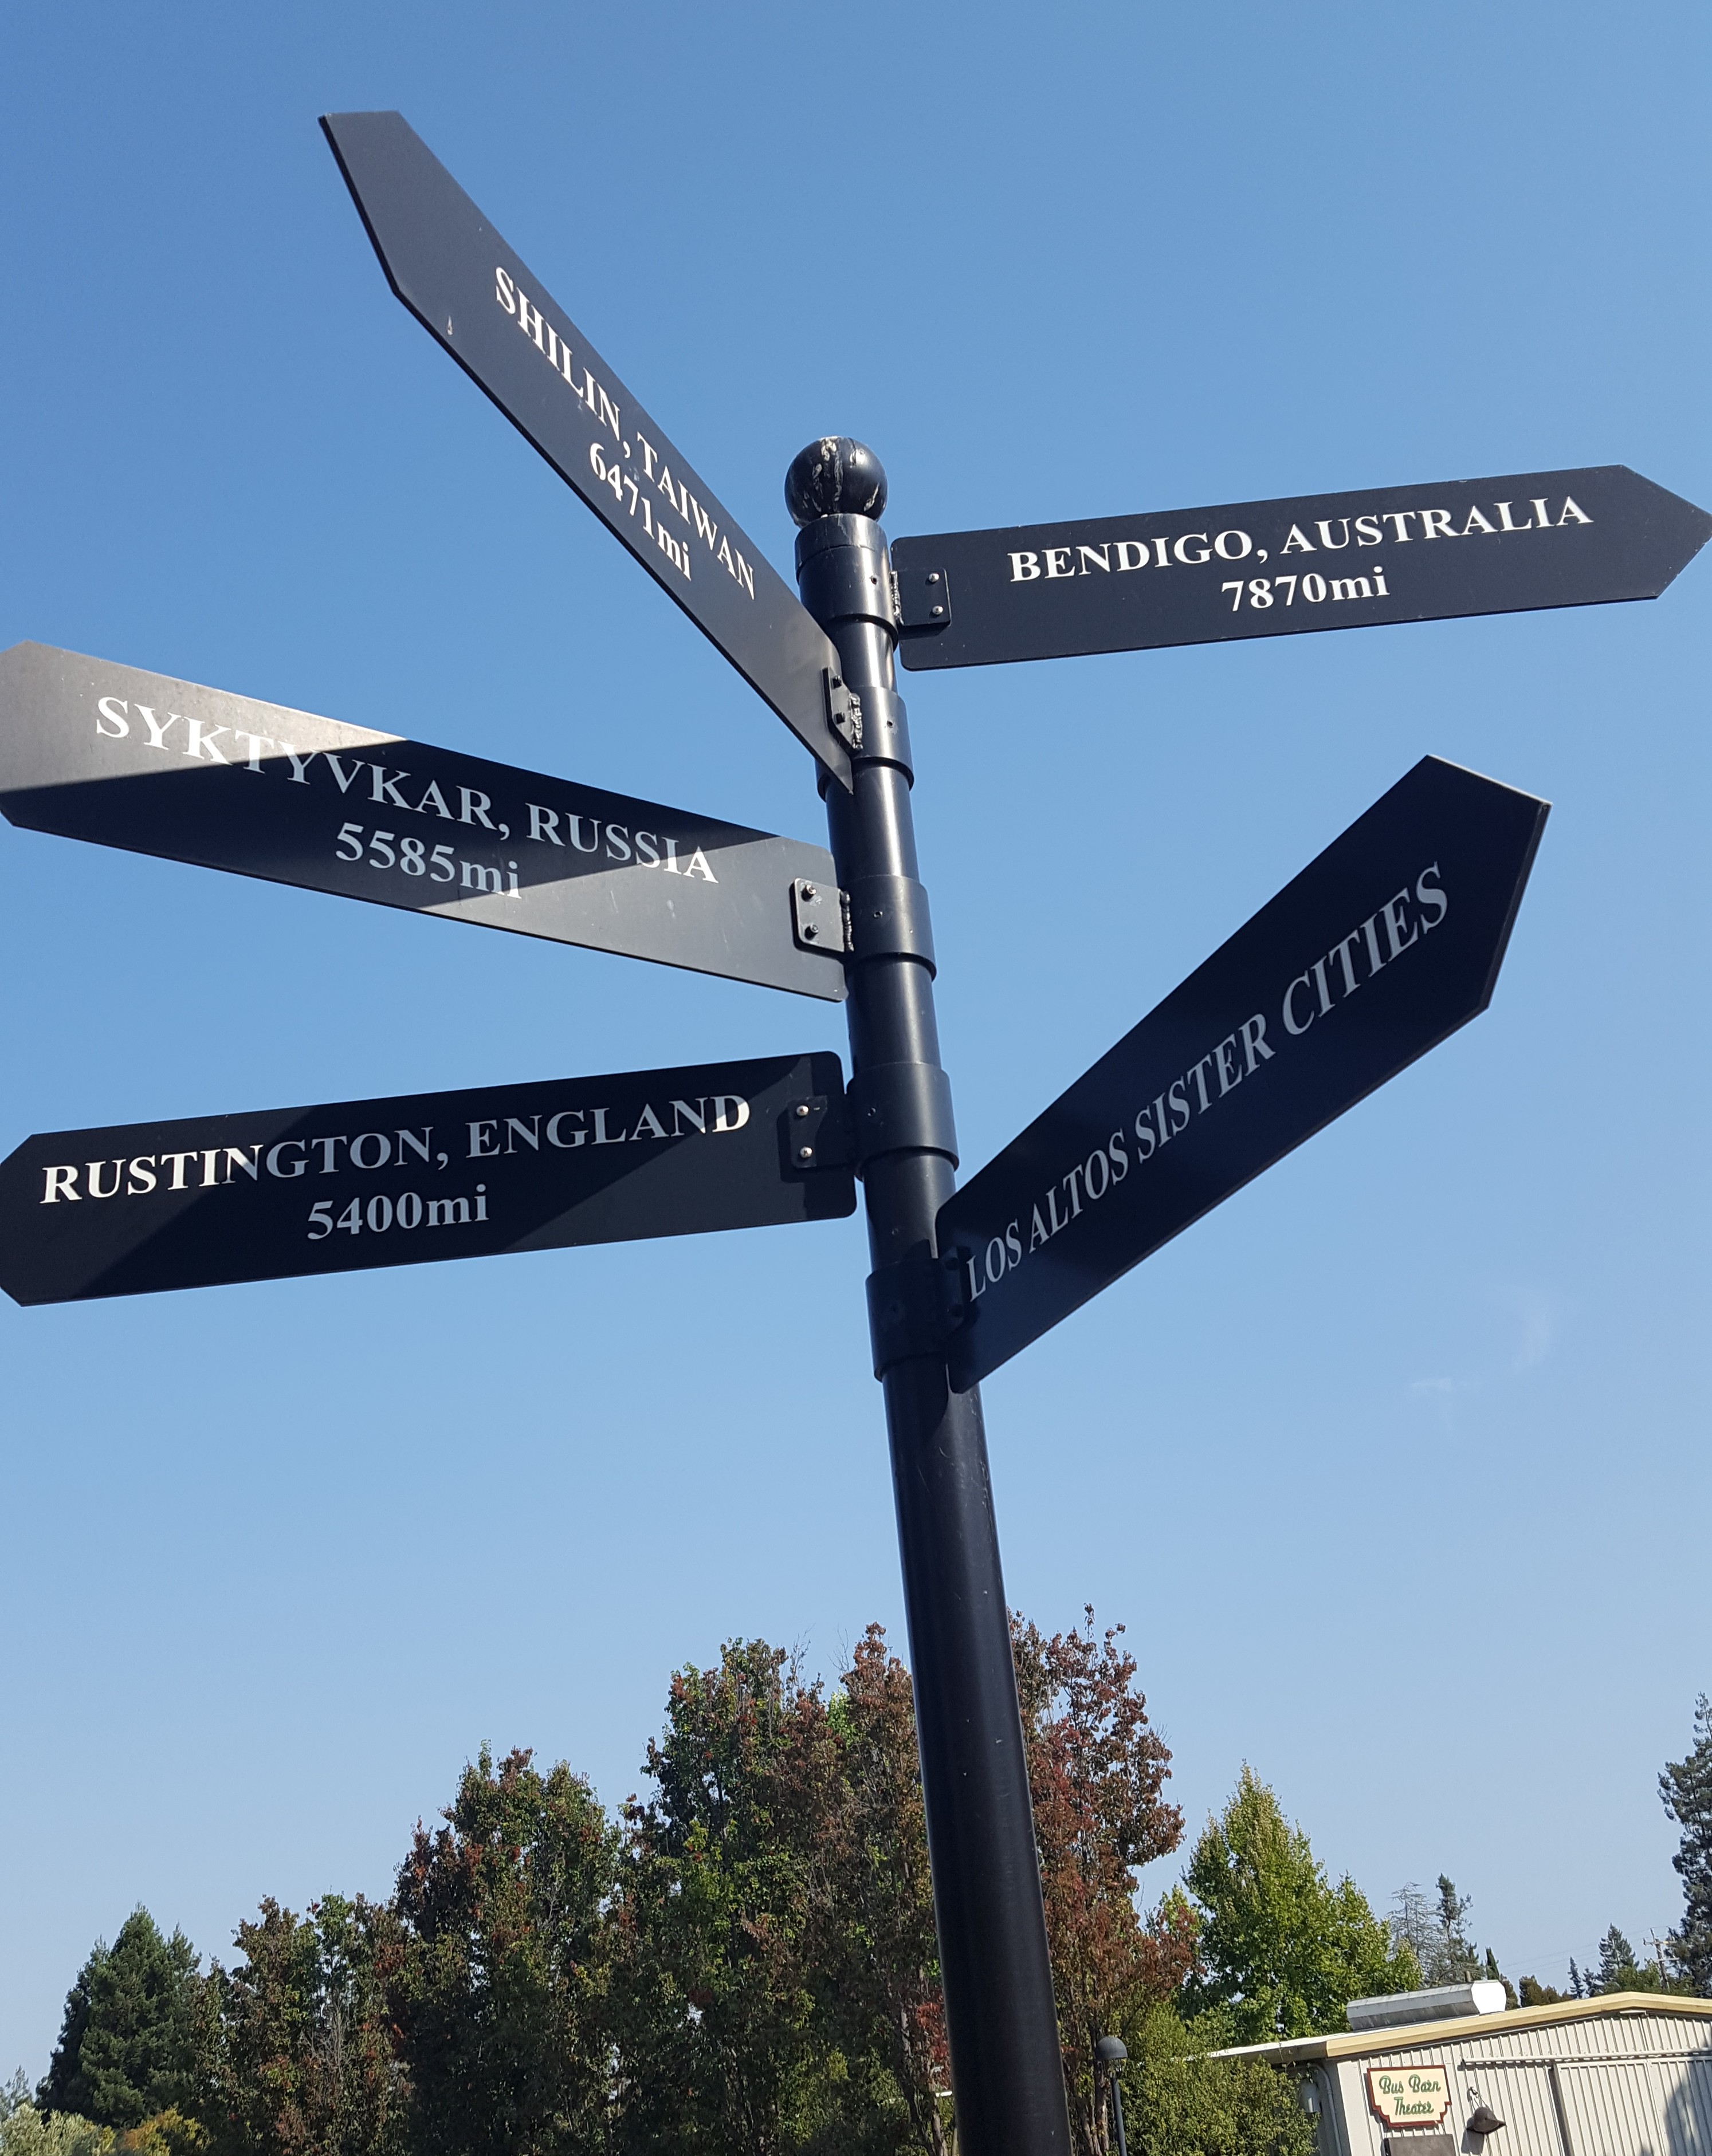 SHILIN, TAIWAN
6471mi
BENDIGO, AUSTRALIA
7870mi
SYKTYVKAR, RUSSIA
5585mi
RUSTINGTON, ENGLAND
5400mi
LOS ALTOS SISTER CITIES
Bus Barn
Theater